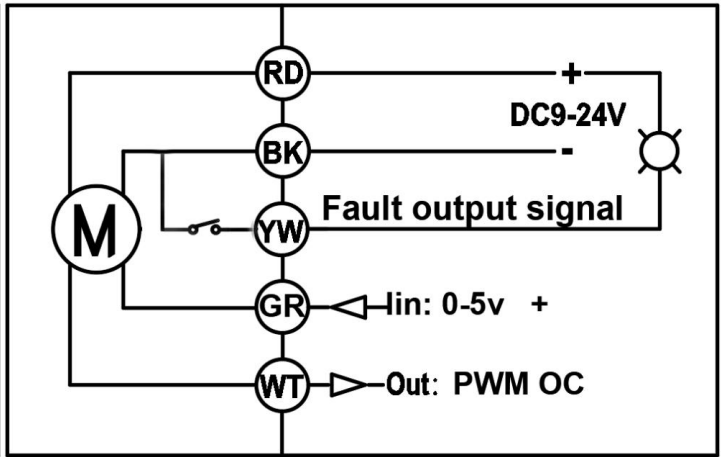 RD
+
DC9-24V
BK
-
M
YW
Fault output signal
GR
Iin: 0-5v +
WT
Out: PWM OC